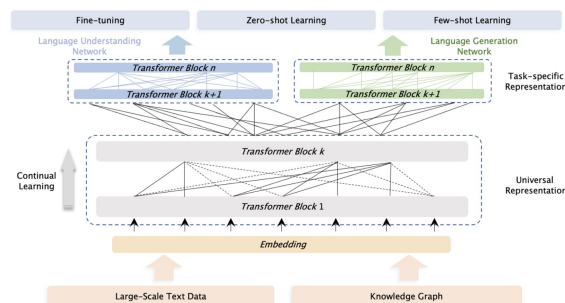 Fine-tuning
Zero-shot Learning
Few-shot Learning
Language Understanding
Network
Language Generation
Network
Transformer Block n
Transformer Block n
Task-specific
Representation
Transformer Block k+1
Transformer Block k+1
Transformer Block k
Continual
Learning
Universal
Representation
Transformer Block 1
Embedding
Large-Scale Text Data
Knowledge Graph